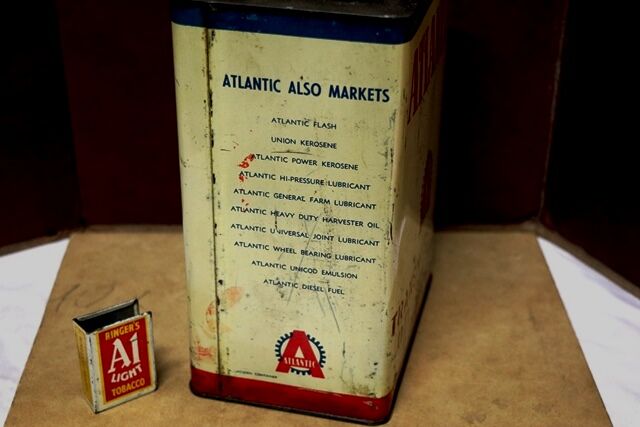 ATLANTIC ALSO MARKETS
ATLANTIC FLASH
UNION KEROSENE
ATLANTIC POWER KEROSENE
ATLANTIC HI-PRESSURE LUBRICANT
ATLANTIC GENERAL FARM LUBRICANT
ATLANTIC HEAVY DUTY HARVESTER OIL
ATLANTIC UNIVERSAL JOINT LUBRICANT
ATLANTIC WHEEL BEARING LUBRICANT
ATLANTIC UNICOD EMULSION
ATLANTIC DIESEL FUEL
ATLANTIC
RINGER'S
A1
LIGHT
TOBACCO